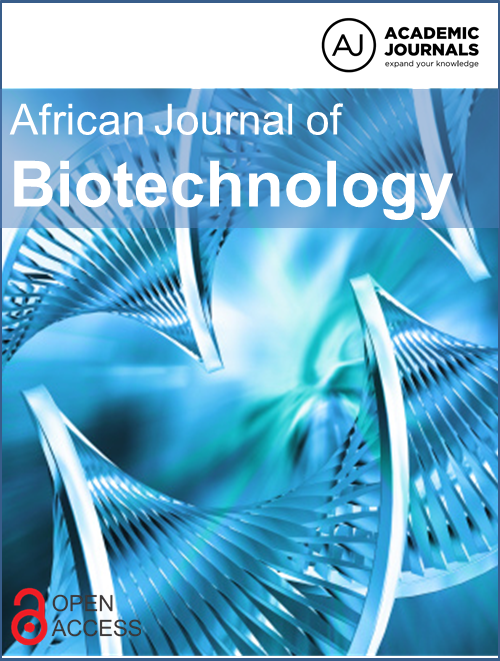 AJ
ACADEMIC
JOURNALS
expand your knowledge
African Journal of
Biotechnology
OPEN
ACCESS